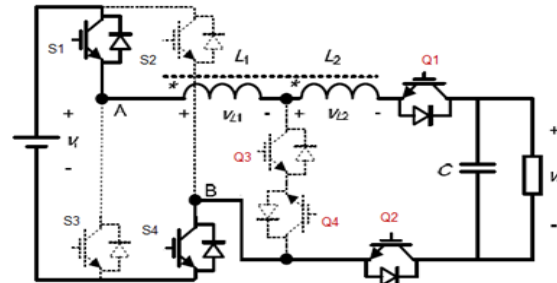 S1
S2
L1
L2
Q1
*
*
+
A
+
vL1
-
+
vL2
-
+
vi
-
Q3
C
+
v
-
B
S3
S4
Q4
Q2